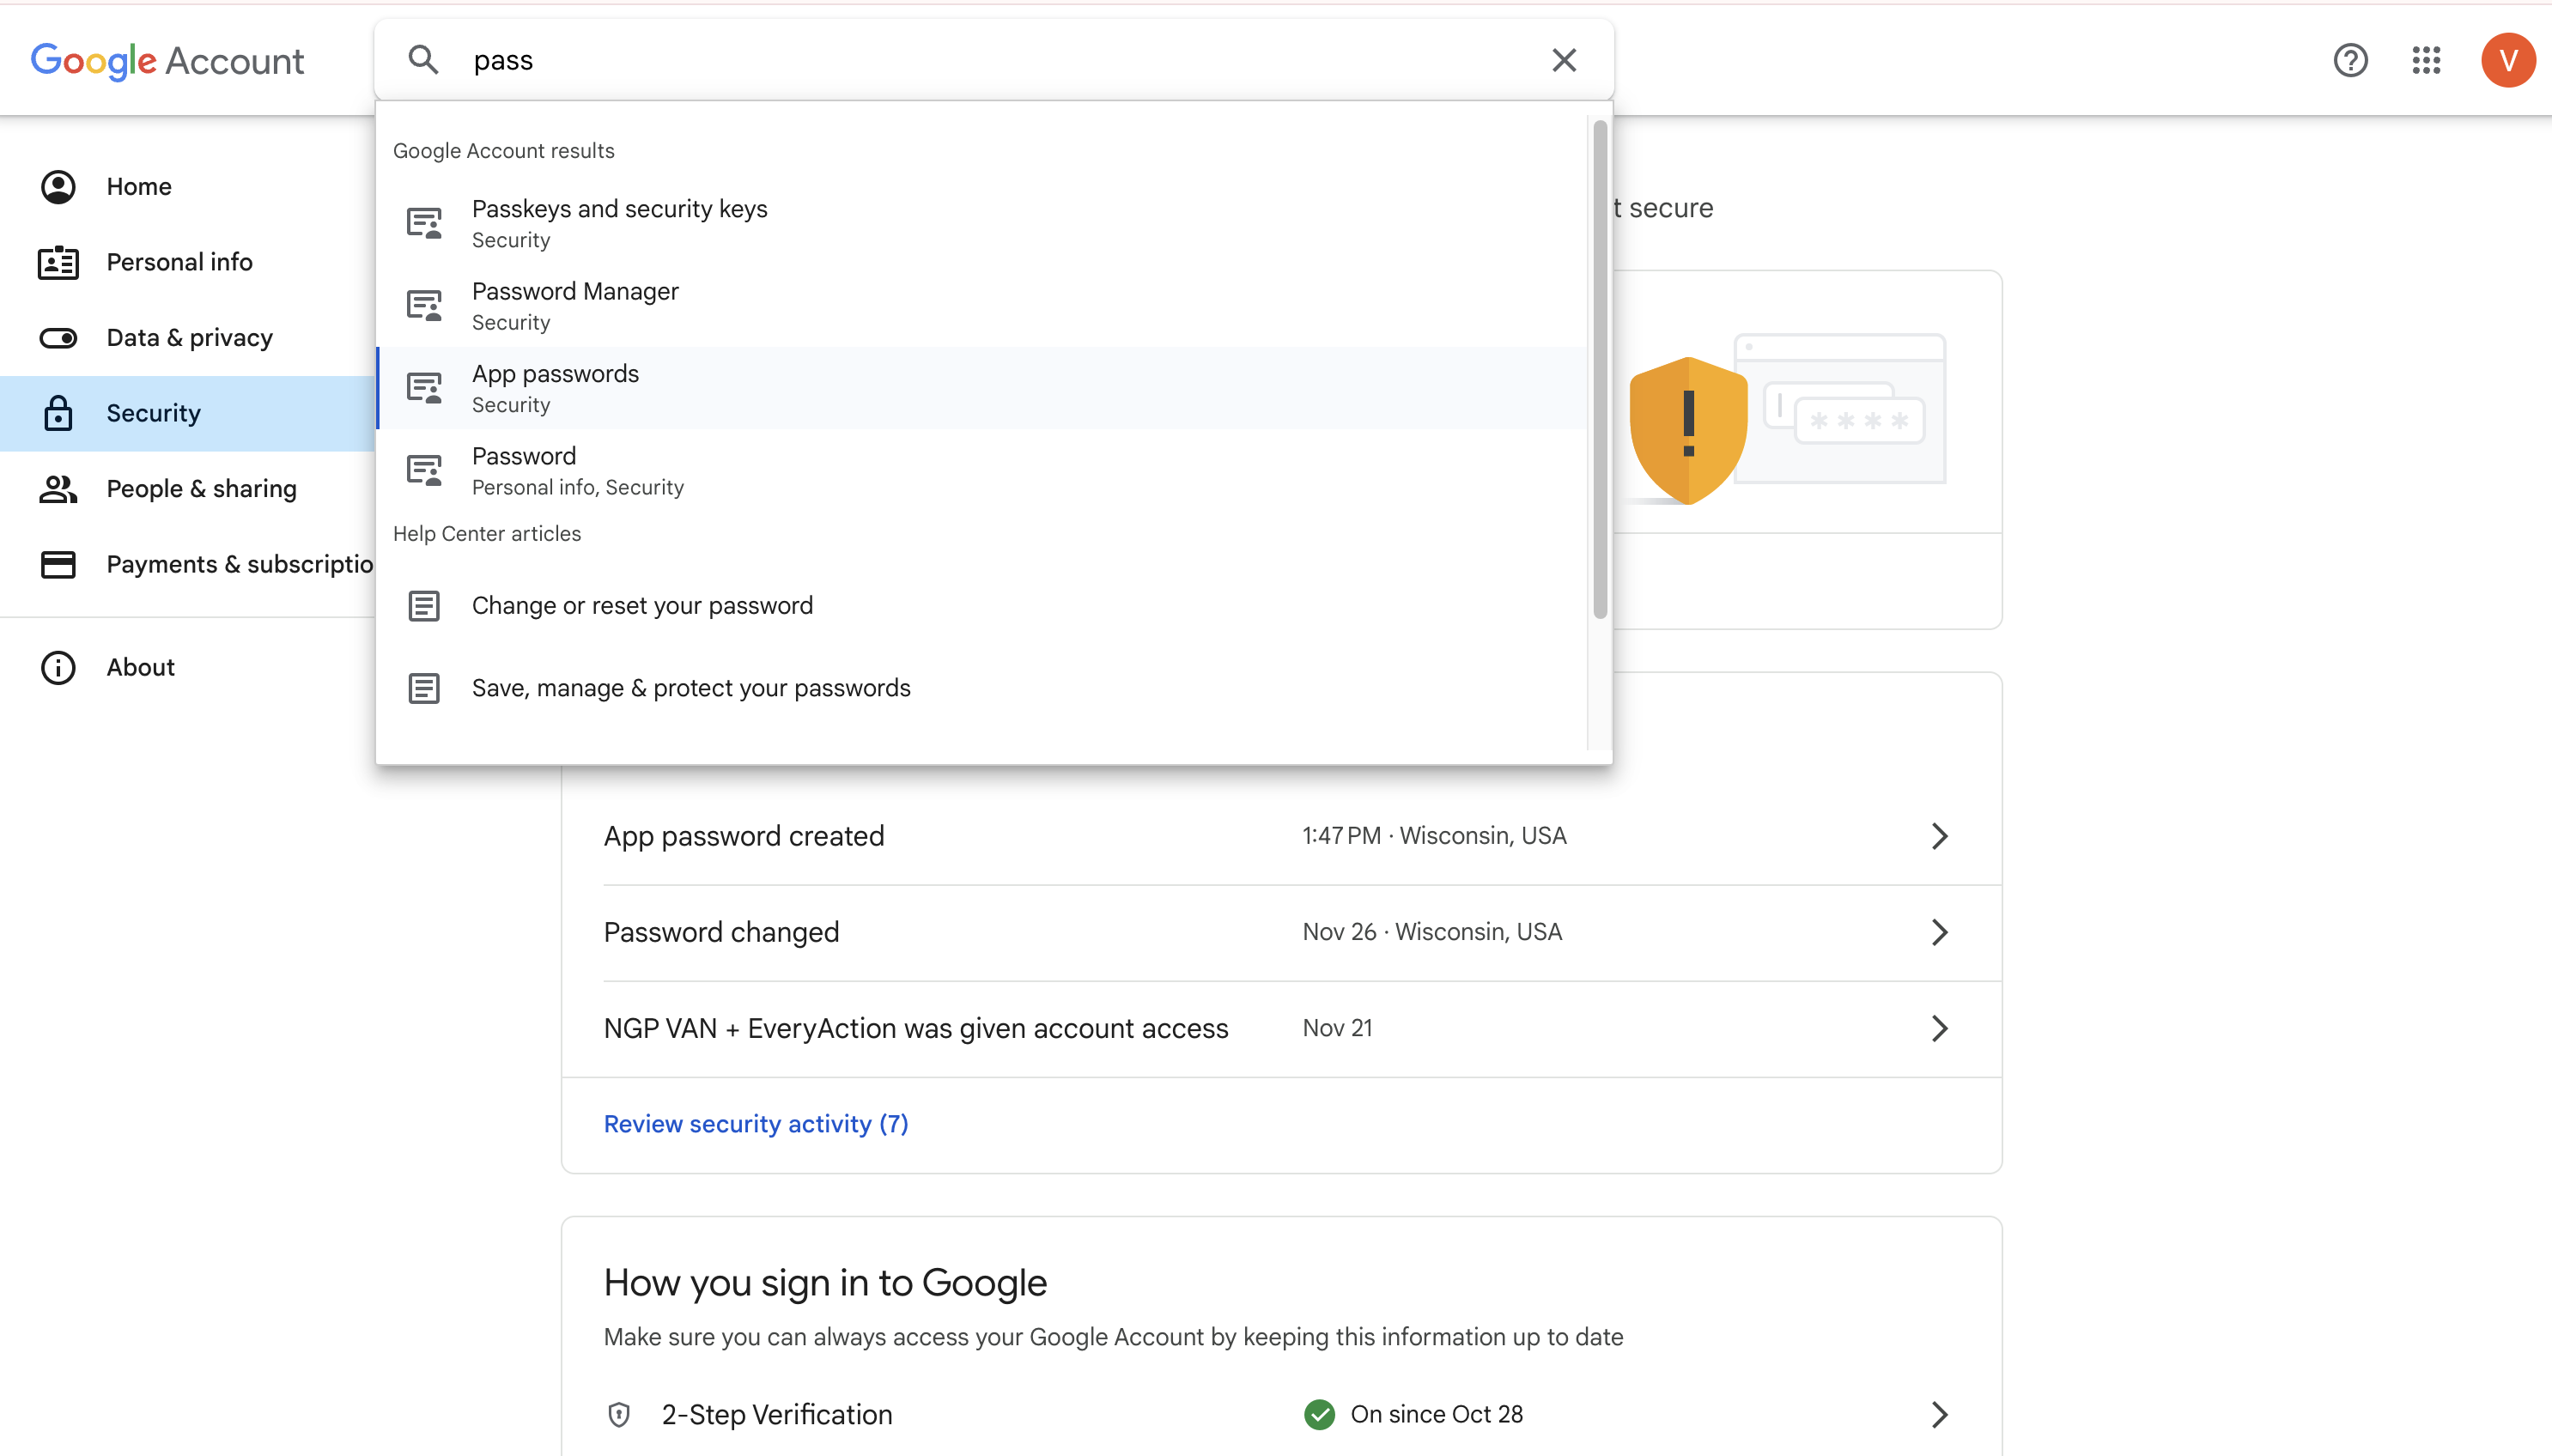 Google Account
pass
V
Home
Personal info
Data & privacy
Security
People & sharing
Payments & subscriptio
About
Google Account results
Passkeys and security keys
Security
Password Manager
Security
App passwords
Security
Password
Personal info, Security
Help Center articles
Change or reset your password
Save, manage & protect your passwords
t secure
****
App password created
1:47 PM · Wisconsin, USA
Password changed
Nov 26 · Wisconsin, USA
NGP VAN + EveryAction was given account access
Nov 21
Review security activity (7)
How you sign in to Google
Make sure you can always access your Google Account by keeping this information up to date
2-Step Verification
On since Oct 28